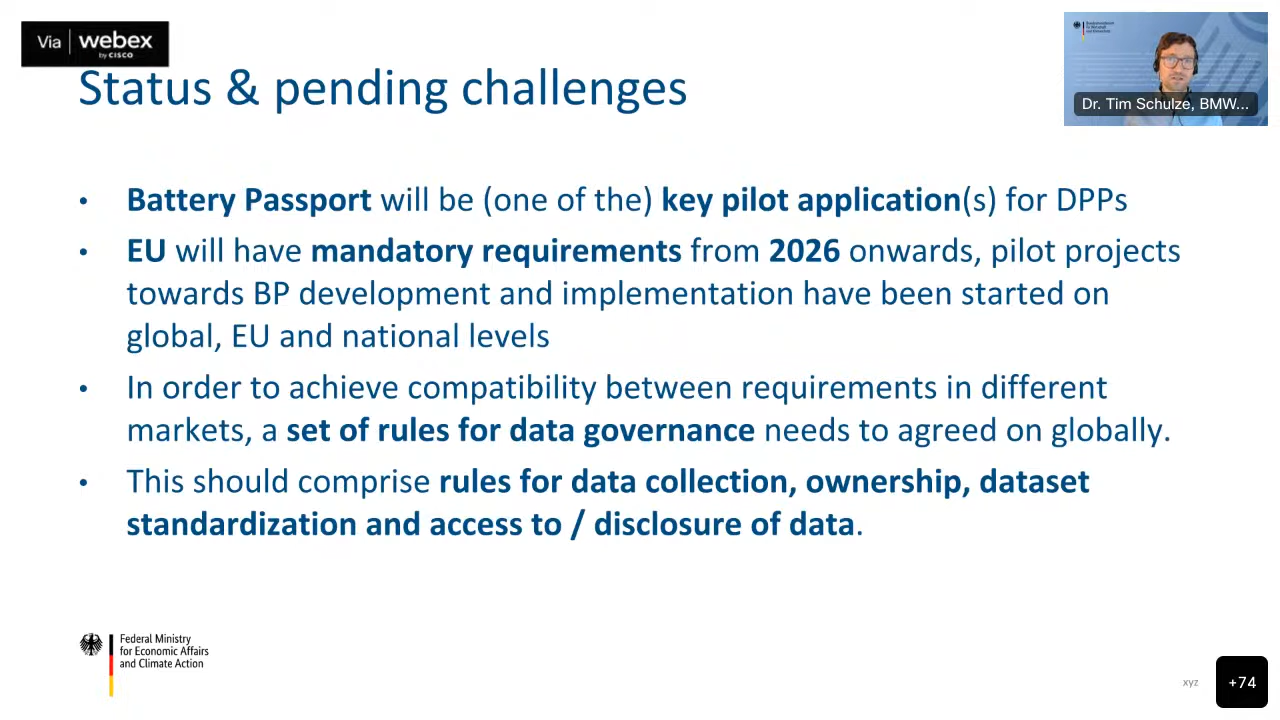 Via webex
by CISCO
Status & pending challenges
Dr. Tim Schulze, BMW...
• Battery Passport will be (one of the) key pilot application(s) for DPPs
• EU will have mandatory requirements from 2026 onwards, pilot projects
towards BP development and implementation have been started on
global, EU and national levels
• In order to achieve compatibility between requirements in different
markets, a set of rules for data governance needs to agreed on globally.
• This should comprise rules for data collection, ownership, dataset
standardization and access to / disclosure of data.
Federal Ministry
for Economic Affairs
and Climate Action
xyz
+74